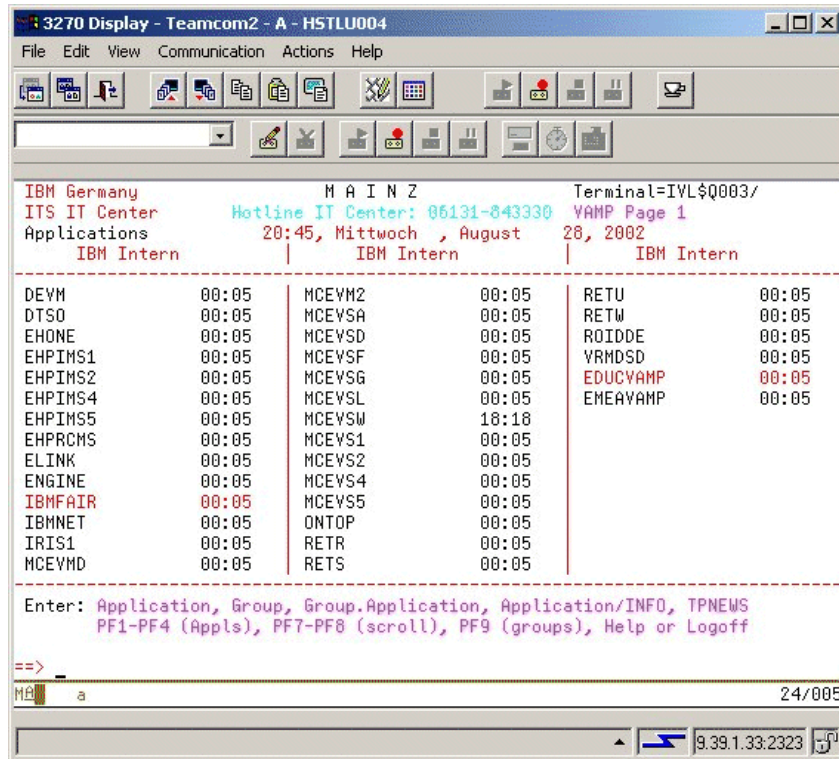 3270 Display - Teamcom2 - A - HSTLU004
File Edit View Communication Actions Help
IBM Germany M A I N Z Terminal=IVL$Q003/
ITS IT Center Hotline IT Center: 06131-843330 VAMP Page 1
Applications 20:45, Mittwoch , August 28, 2002
IBM Intern | IBM Intern | IBM Intern
DEVM 00:05 MCEVM2 00:05 RETU 00:05
DTSO 00:05 MCEVSA 00:05 RETW 00:05
EHONE 00:05 MCEVSD 00:05 ROIDDE 00:05
EHPIMS1 00:05 MCEVSF 00:05 VRMDSD 00:05
EHPIMS2 00:05 MCEVSG 00:05 EDUCVAMP 00:05
EHPIMS4 00:05 MCEVSL 00:05 EMEAVAMP 00:05
EHPIMS5 00:05 MCEVSW 18:18
EHPRCMS 00:05 MCEVS1 00:05
ELINK 00:05 MCEVS2 00:05
ENGINE 00:05 MCEVS4 00:05
IBMFAIR 00:05 MCEVS5 00:05
IBMNET 00:05 ONTOP 00:05
IRIS1 00:05 RETR 00:05
MCEVMD 00:05 RETS 00:05
Enter: Application, Group, Group.Application, Application/INFO, TPNEWS
PF1-PF4 (Appls), PF7-PF8 (scroll), PF9 (groups), Help or Logoff
==> _
MA a 24/005
9.39.1.33:2323